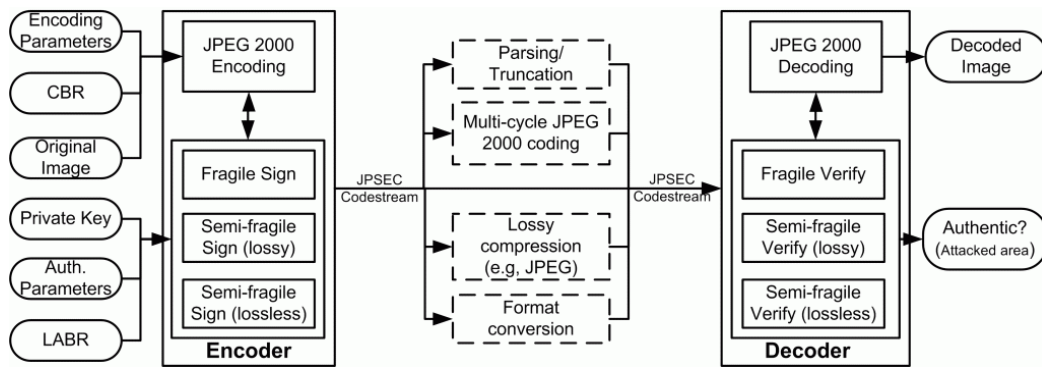 Encoding
Parameters
CBR
Original
Image
Private Key
Auth.
Parameters
LABR
JPEG 2000
Encoding
Fragile Sign
Semi-fragile
Sign (lossy)
Semi-fragile
Sign (lossless)
Encoder
JPSEC
Codestream
Parsing/
Truncation
Multi-cycle JPEG
2000 coding
Lossy
compression
(e.g, JPEG)
Format
conversion
JPSEC
Codestream
JPEG 2000
Decoding
Fragile Verify
Semi-fragile
Verify (lossy)
Semi-fragile
Verify (lossless)
Decoder
Decoded
Image
Authentic?
(Attacked area)